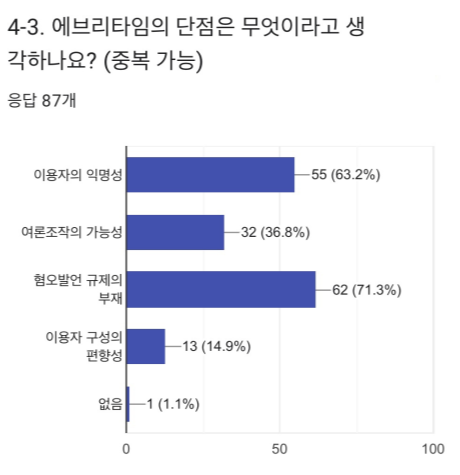 4-3. 에브리타임의 단점은 무엇이라고 생
각하나요? (중복 가능)
응답 87개
이용자의 익명성
55 (63.2%)
여론조작의 가능성
32 (36.8%)
혐오발언 규제의
부재
62 (71.3%)
이용자 구성의
편향성
13 (14.9%)
없음
1 (1.1%)
0
50
100